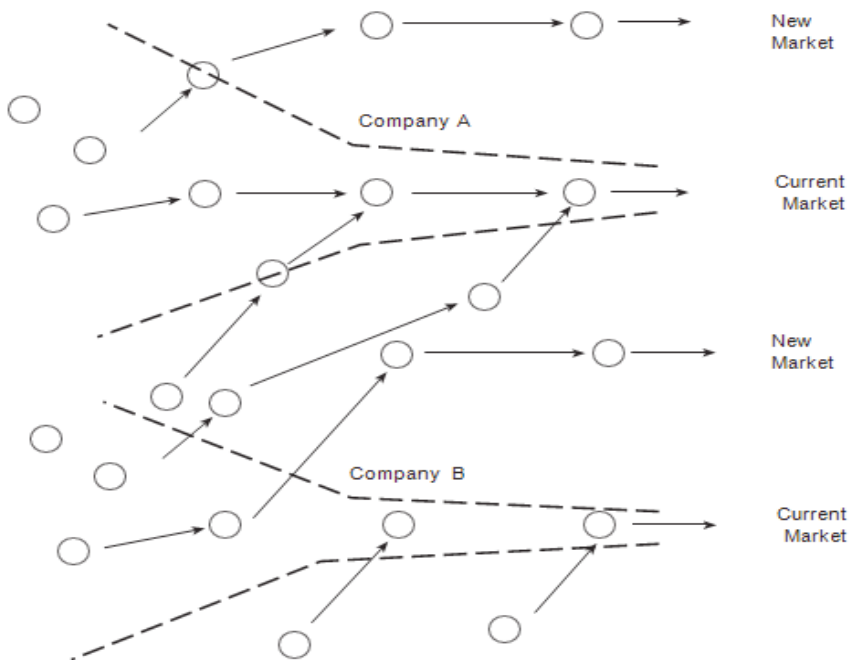 New
Market
Company A
Current
Market
New
Market
Company B
Current
Market